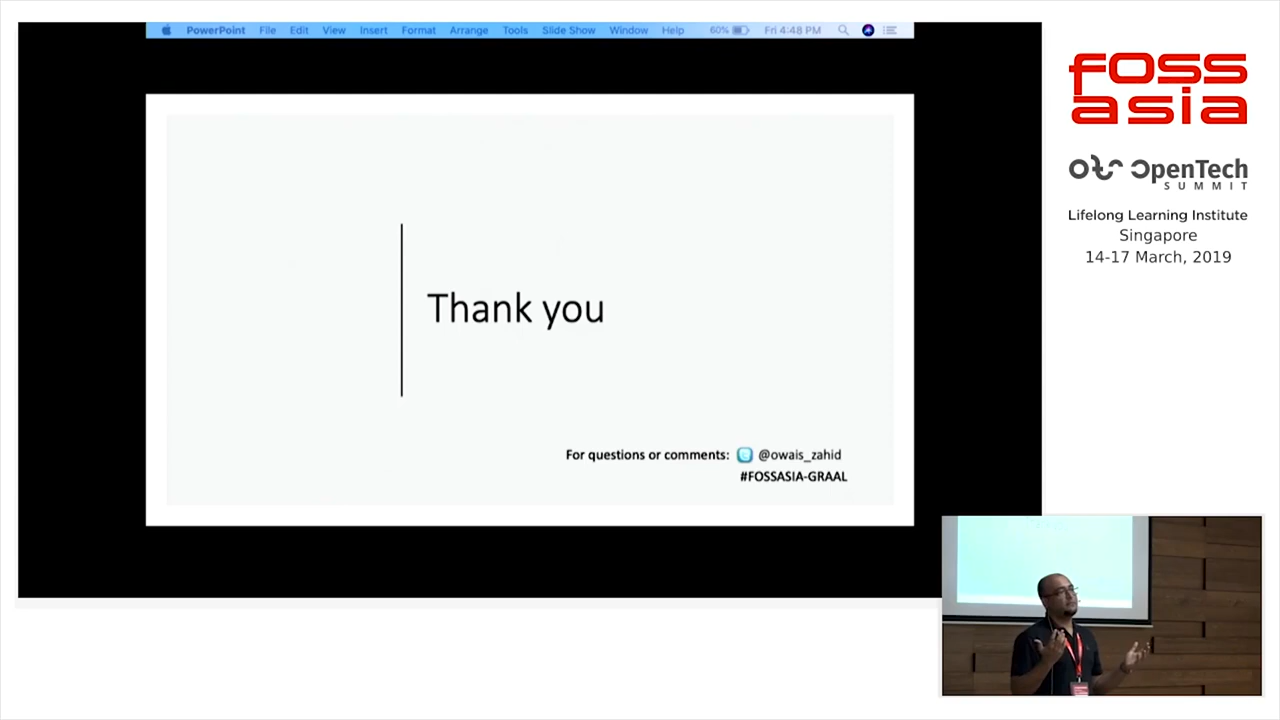 PowerPoint File Edit View Insert Format Arrange Tools Slide Show Window Help 60% Fri 4:48 PM
Thank you
For questions or comments: @owais_zahid
#FOSSASIA-GRAAL
FOSS
asia
OpenTech
SUMMIT
Lifelong Learning Institute
Singapore
14-17 March, 2019